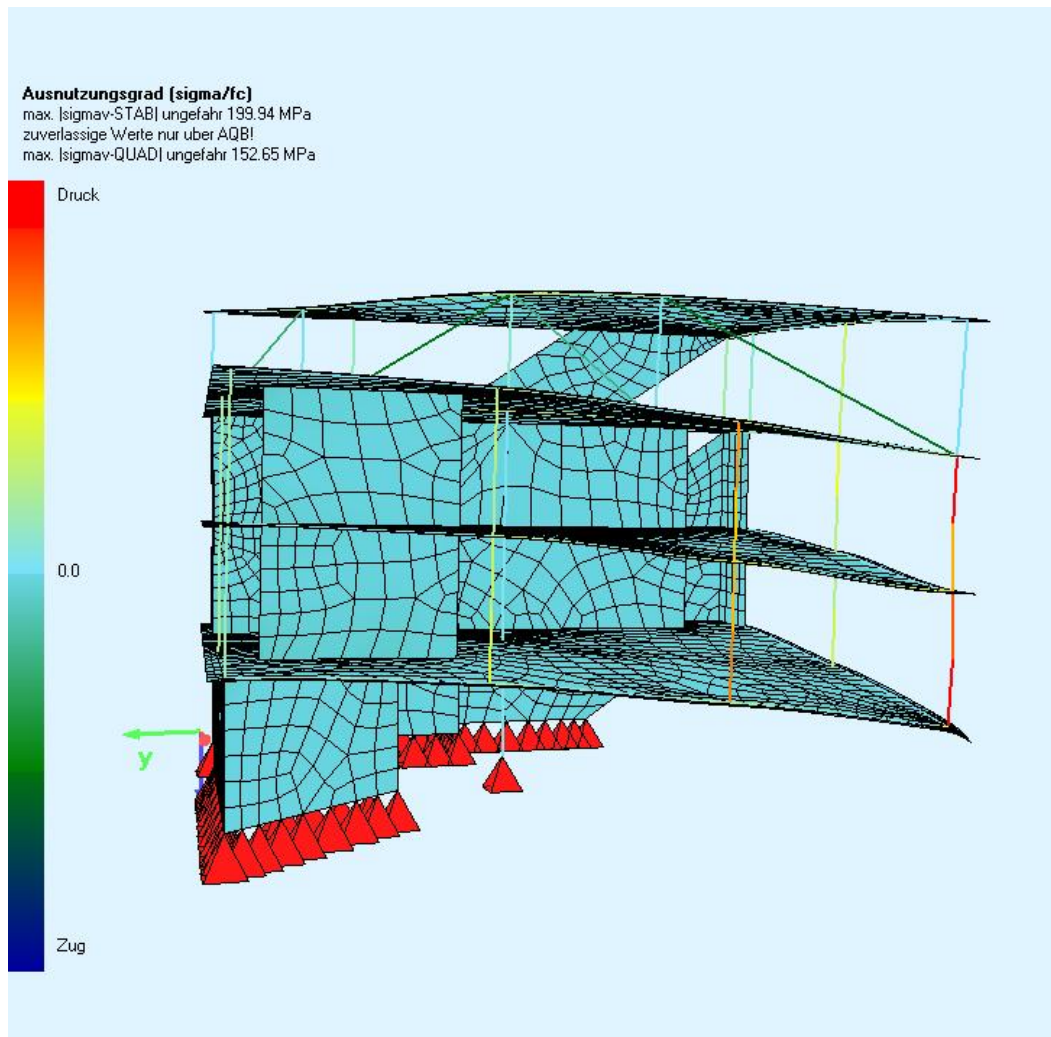 Ausnutzungsgrad (sigma/fc)
max. |sigmav-STAB| ungefahr 199.94 MPa
zuverlassige Werte nur uber AQB!
max. |sigmav-QUAD| ungefahr 152.65 MPa
Druck
0.0
y
Zug